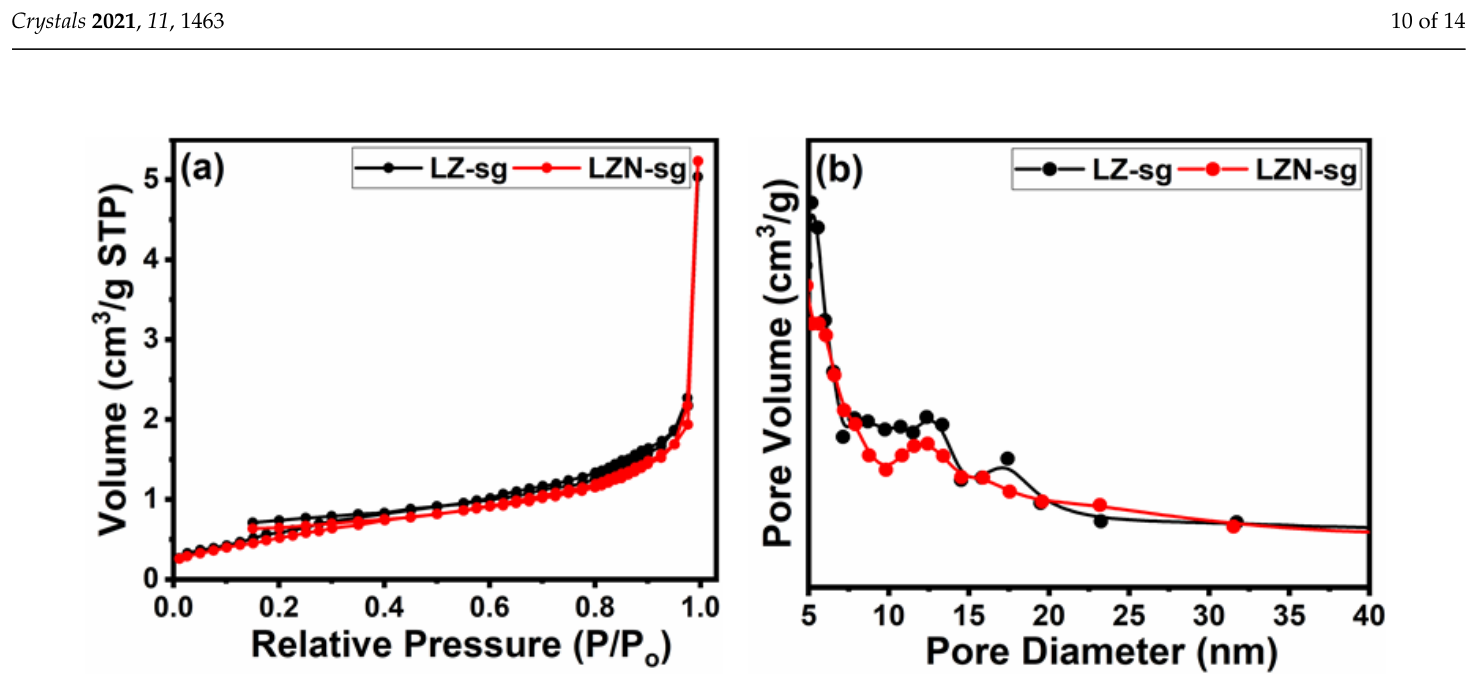 Crystals 2021, 11, 1463 10 of 14
(a) LZ-sg LZN-sg
5
4
3
2
1
0
Volume (cm³/g STP)
0.0 0.2 0.4 0.6 0.8 1.0
Relative Pressure (P/Pₒ)
(b) LZ-sg LZN-sg
Pore Volume (cm³/g)
5 10 15 20 25 30 35 40
Pore Diameter (nm)